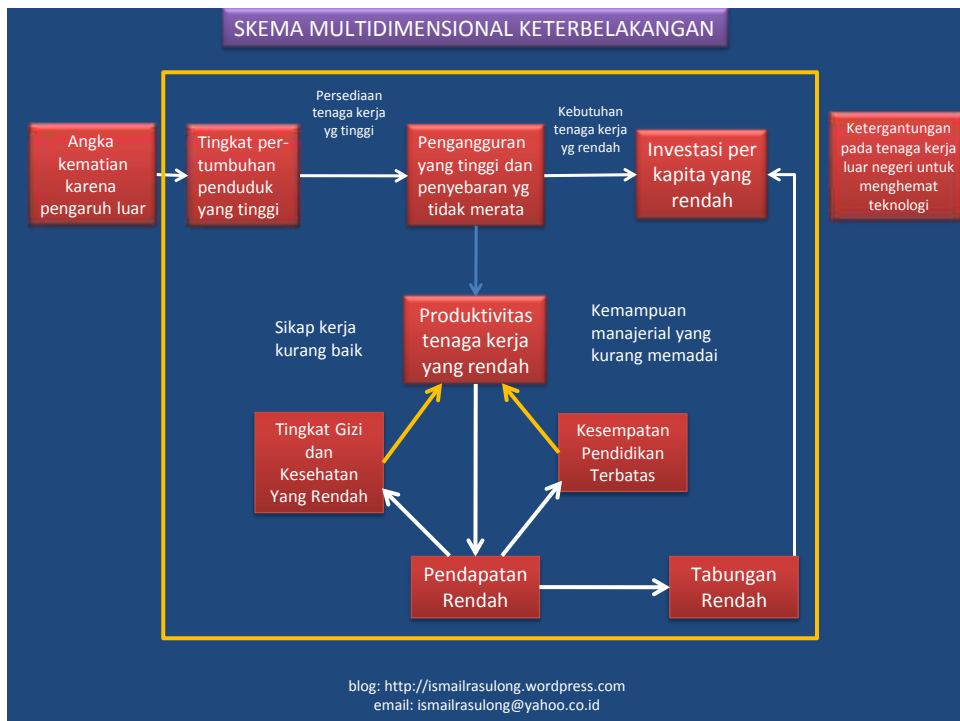 SKEMA MULTIDIMENSIONAL KETERBELAKANGAN
Angka
kematian
karena
pengaruh luar
Tingkat per-
tumbuhan
penduduk
yang tinggi
Persediaan
tenaga kerja
yg tinggi
Pengangguran
yang tinggi dan
penyebaran yg
tidak merata
Kebutuhan
tenaga kerja
yg rendah
Investasi per
kapita yang
rendah
Ketergantungan
pada tenaga kerja
luar negeri untuk
menghemat
teknologi
Sikap kerja
kurang baik
Produktivitas
tenaga kerja
yang rendah
Kemampuan
manajerial yang
kurang memadai
Tingkat Gizi
dan
Kesehatan
Yang Rendah
Kesempatan
Pendidikan
Terbatas
Pendapatan
Rendah
Tabungan
Rendah
blog: http://ismailrasulong.wordpress.com
email: ismailrasulong@yahoo.co.id